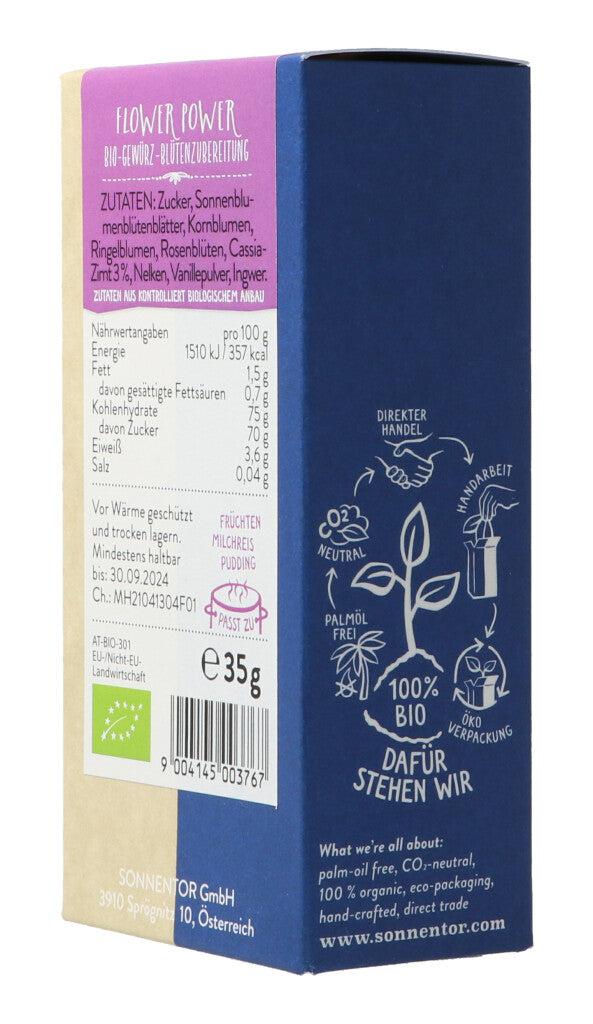 FLOWER POWER
BIO-GEWÜRZ-BLÜTENZUBEREITUNG
ZUTATEN: Zucker, Sonnenblu-
menblütenblätter, Kornblumen,
Ringelblumen, Rosenblüten, Cassia-
Zimt 3%, Nelken, Vanillepulver, Ingwer.
ZUTATEN AUS KONTROLLIERT BIOLOGISCHEM ANBAU
Nährwertangaben pro 100 g
Energie 1510 kJ / 357 kcal
Fett 1,5 g
davon gesättigte Fettsäuren 0,7 g
Kohlenhydrate 75 g
davon Zucker 70 g
Eiweiß 3,6 g
Salz 0,04 g
Vor Wärme geschützt
und trocken lagern.
Mindestens haltbar
bis: 30.09.2024
Ch.: MH21041304F01
FRÜCHTEN
MILCHREIS
PUDDING
PASST ZU
AT-BIO-301
EU-/Nicht-EU-
Landwirtschaft
e 35g
9 004145 003767
SONNENTOR GmbH
3910 Sprögnitz 10, Österreich
DIREKTER
HANDEL
HANDARBEIT
CO2
NEUTRAL
PALMÖL
FREI
100%
BIO
ÖKO
VERPACKUNG
DAFÜR
STEHEN WIR
What we're all about:
palm-oil free, CO₂-neutral,
100 % organic, eco-packaging,
hand-crafted, direct trade
www.sonnentor.com